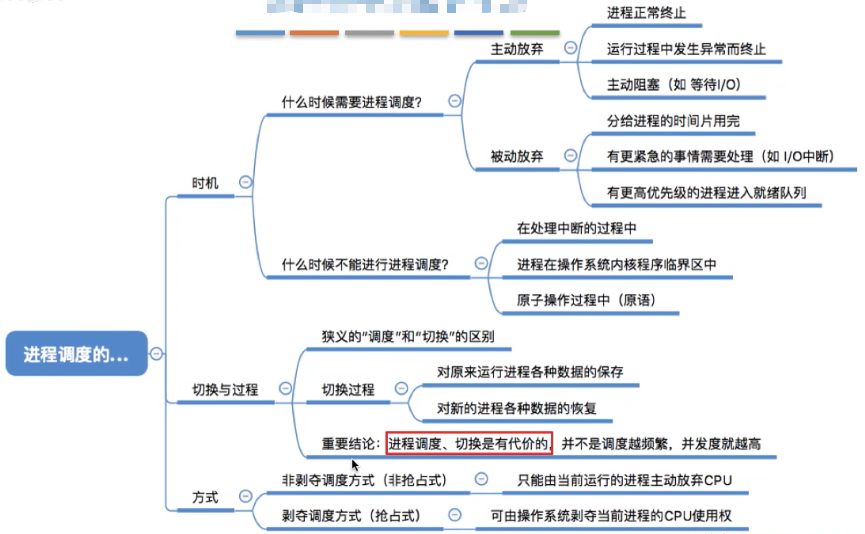 进程调度的...
时机
什么时候需要进程调度?
主动放弃
进程正常终止
运行过程中发生异常而终止
主动阻塞（如 等待I/O）
被动放弃
分给进程的时间片用完
有更紧急的事情需要处理（如 I/O中断）
有更高优先级的进程进入就绪队列
什么时候不能进行进程调度?
在处理中断的过程中
进程在操作系统内核程序临界区中
原子操作过程中（原语）
切换与过程
狭义的“调度”和“切换”的区别
切换过程
对原来运行进程各种数据的保存
对新的进程各种数据的恢复
重要结论：进程调度、切换是有代价的，并不是调度越频繁，并发度就越高
方式
非剥夺调度方式（非抢占式）
只能由当前运行的进程主动放弃CPU
剥夺调度方式（抢占式）
可由操作系统剥夺当前进程的CPU使用权